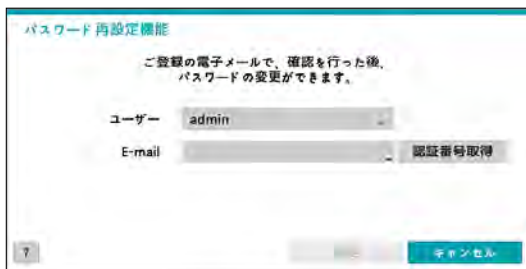 パスワード再設定機能
ご登録の電子メールで、確認を行った後、
パスワードの変更ができます。
ユーザー admin
E-mail 認証番号取得
? キャンセル